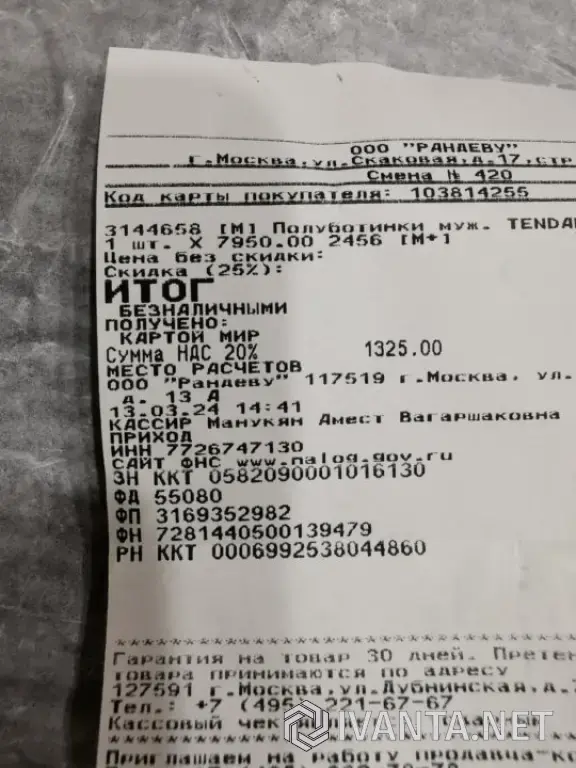 ООО "РАНДЕВУ"
г.Москва,ул.Скаковая,д.17,стр
Смена № 420
Код карты покупателя: 103814255
3144658 [М] Полуботинки муж. TENDA
1 шт. X 7950.00 2456 [М+]
Цена без скидки:
Скидка (25%):
ИТОГ
БЕЗНАЛИЧНЫМИ
ПОЛУЧЕНО:
КАРТОЙ МИР
Сумма НДС 20% 1325.00
МЕСТО РАСЧЕТОВ
ООО "Рандеву" 117519 г.Москва, ул.
д. 13 А
13.03.24 14:41
КАССИР Манукян Амест Вагаршаковна
ПРИХОД
ИНН 7726747130
САЙТ ФНС www.nalog.gov.ru
ЗН ККТ 0582090001016130
ФД 55080
ФП 3169352982
ФН 7281440500139479
РН ККТ 0006992538044860
Гарантия на товар 30 дней. Претен
товара принимаются по адресу
127591 г.Москва,ул.Дубнинская,д.
Тел.: +7 (495) 221-67-67
Кассовый чек
IVANTA.NET
Приглашаем на работу продавца-ко